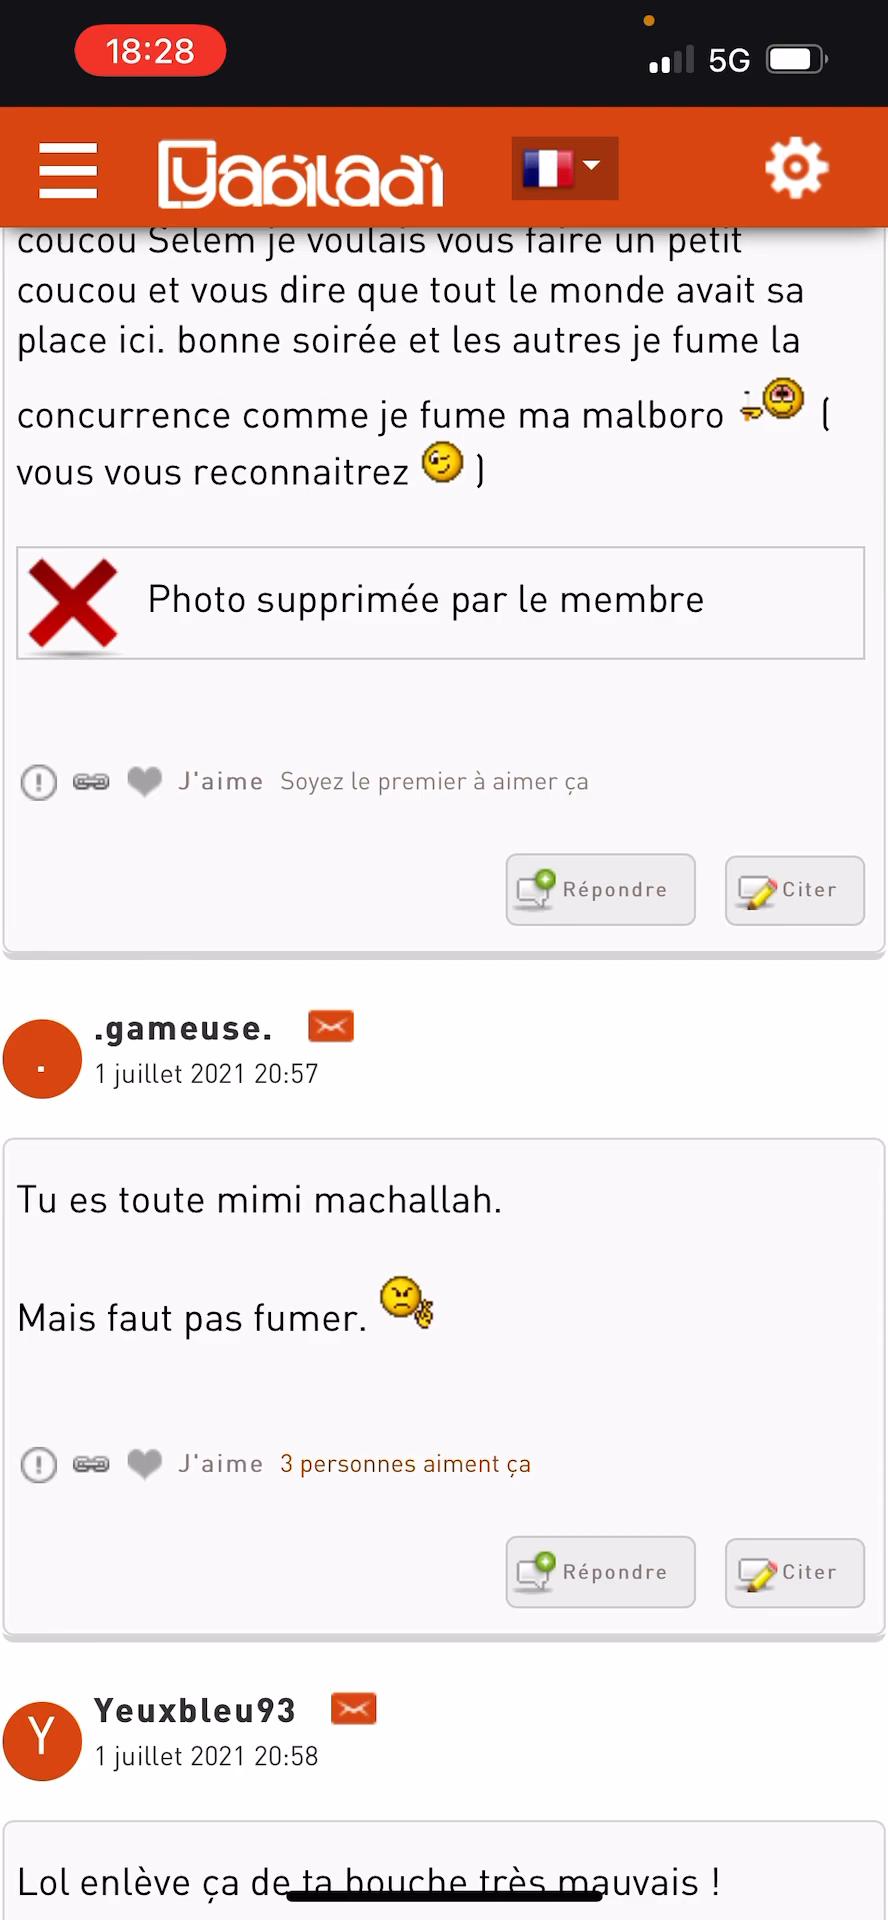 18:28
5G
Yabiladi
coucou Selem je voulais vous faire un petit
coucou et vous dire que tout le monde avait sa
place ici. bonne soirée et les autres je fume la
concurrence comme je fume ma malboro (
vous vous reconnaitrez )
Photo supprimée par le membre
J'aime Soyez le premier à aimer ça
Répondre Citer
.gameuse.
.
1 juillet 2021 20:57
Tu es toute mimi machallah.
Mais faut pas fumer.
J'aime 3 personnes aiment ça
Répondre Citer
Yeuxbleu93
Y
1 juillet 2021 20:58
Lol enlève ça de ta bouche très mauvais !